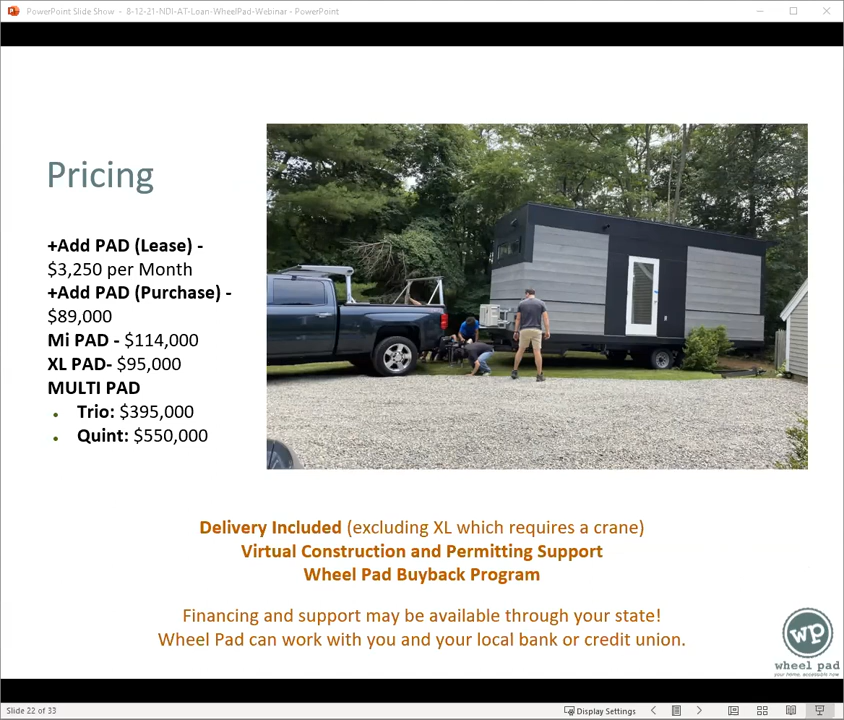 PowerPoint Slide Show - 8-12-21-NDI-AT-Loan-WheelPad-Webinar - PowerPoint
Pricing
+Add PAD (Lease) -
$3,250 per Month
+Add PAD (Purchase) -
$89,000
Mi PAD - $114,000
XL PAD- $95,000
MULTI PAD
• Trio: $395,000
• Quint: $550,000
Delivery Included (excluding XL which requires a crane)
Virtual Construction and Permitting Support
Wheel Pad Buyback Program
Financing and support may be available through your state!
Wheel Pad can work with you and your local bank or credit union.
wp
wheel pad
your home, accessible now
Slide 22 of 33
Display Settings